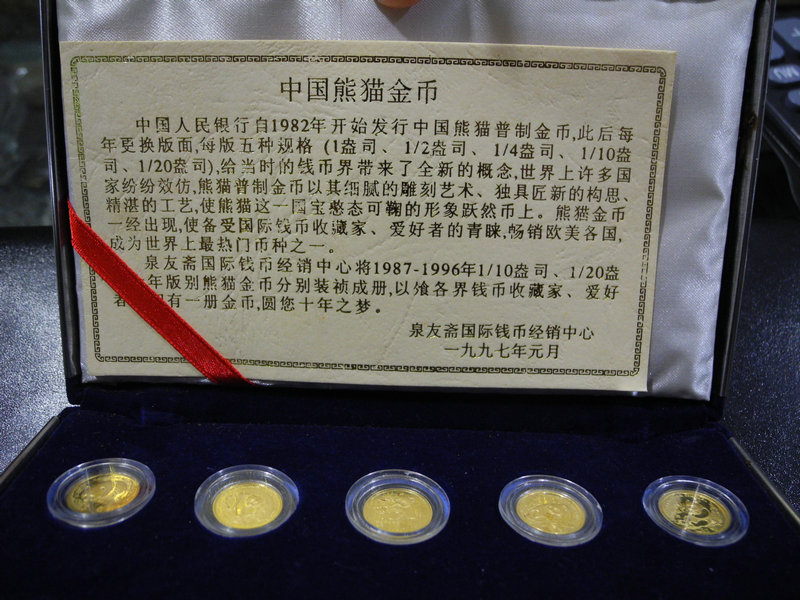 中国熊猫金币
中国人民银行自1982年开始发行中国熊猫普制金币,此后每
年更换版面,每版五种规格 (1盎司、1/2盎司、1/4盎司、1/10盎
司、1/20盎司),给当时的钱币界带来了全新的概念,世界上许多国
家纷纷效仿,熊猫普制金币以其细腻的雕刻艺术、独具匠新的构思、
精湛的工艺,使熊猫这一国宝憨态可鞠的形象跃然币上。熊猫金币
一经出现,使备受国际钱币收藏家、爱好者的青睐,畅销欧美各国,
成为世界上最热门币种之一。
泉友斋国际钱币经销中心将1987-1996年1/10盎司、1/20盎
年版别熊猫金币分别装祯成册,以飨各界钱币收藏家、爱好
者 有一册金币,圆您十年之梦。
泉友斋国际钱币经销中心
一九九七年元月